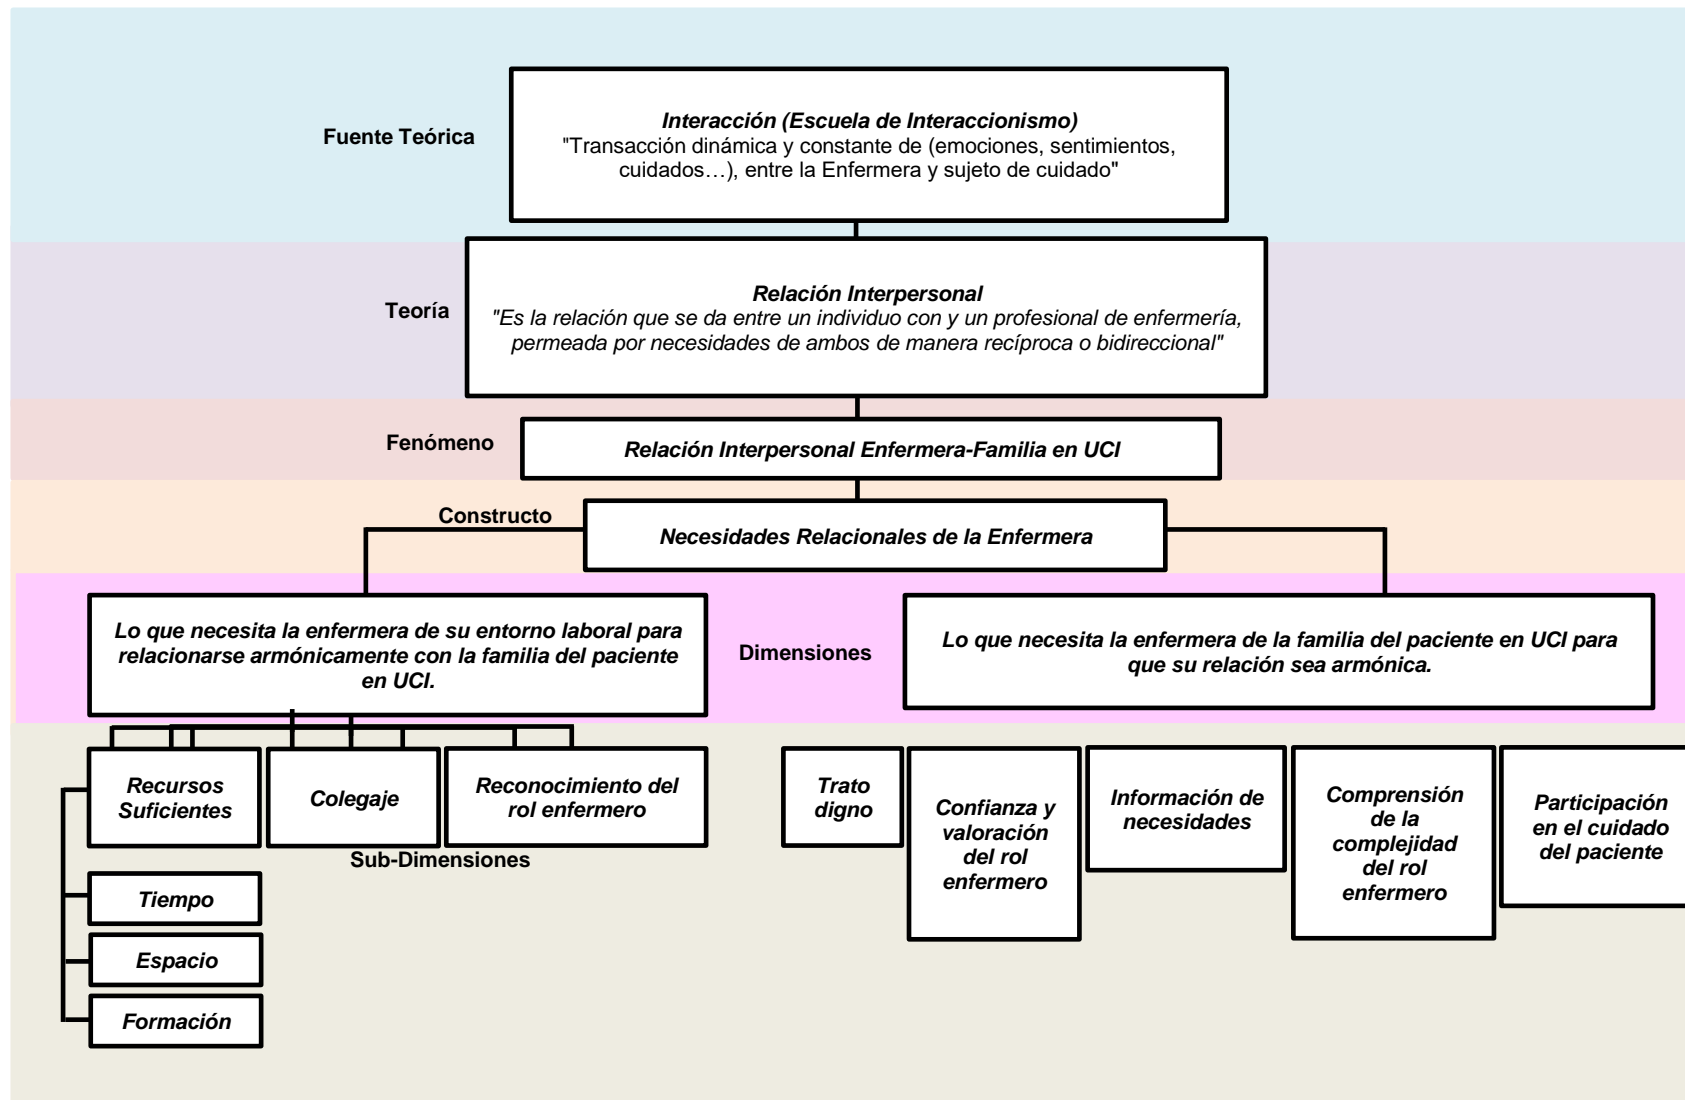 Fuente Teórica
Interacción (Escuela de Interaccionismo)
"Transacción dinámica y constante de (emociones, sentimientos,
cuidados…), entre la Enfermera y sujeto de cuidado"
Teoría
Relación Interpersonal
"Es la relación que se da entre un individuo con y un profesional de enfermería,
permeada por necesidades de ambos de manera recíproca o bidireccional"
Fenómeno
Relación Interpersonal Enfermera-Familia en UCI
Constructo
Necesidades Relacionales de la Enfermera
Lo que necesita la enfermera de su entorno laboral para
relacionarse armónicamente con la familia del paciente
en UCI.
Dimensiones
Lo que necesita la enfermera de la familia del paciente en UCI para
que su relación sea armónica.
Recursos
Suficientes
Colegaje
Reconocimiento del
rol enfermero
Trato
digno
Confianza y
valoración
del rol
enfermero
Información de
necesidades
Comprensión
de la
complejidad
del rol
enfermero
Participación
en el cuidado
del paciente
Sub-Dimensiones
Tiempo
Espacio
Formación